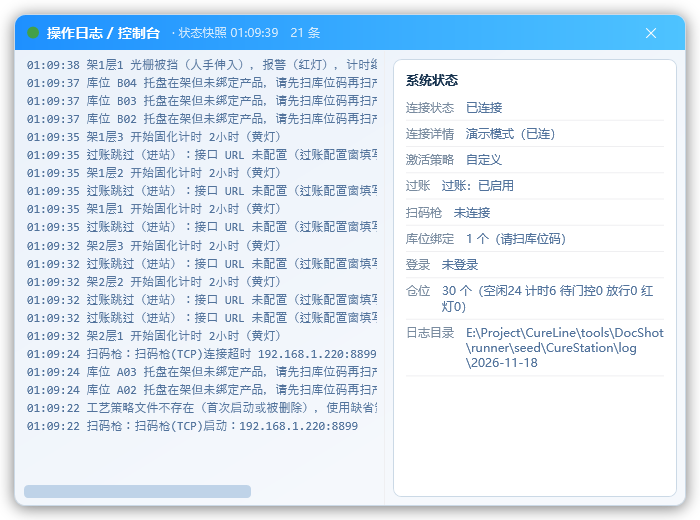 操作日志 / 控制台 · 状态快照 01:09:39 21 条
01:09:38 架1层1 光栅被挡（人手伸入），报警（红灯），计时
01:09:37 库位 B04 托盘在架但未绑定产品，请先扫库位码再扫
01:09:37 库位 B03 托盘在架但未绑定产品，请先扫库位码再扫
01:09:37 库位 B02 托盘在架但未绑定产品，请先扫库位码再扫
01:09:35 架1层3 开始固化计时 2小时（黄灯）
01:09:35 过账跳过（进站）：接口 URL 未配置（过账配置窗填写
01:09:35 架1层2 开始固化计时 2小时（黄灯）
01:09:35 过账跳过（进站）：接口 URL 未配置（过账配置窗填写
01:09:35 架1层1 开始固化计时 2小时（黄灯）
01:09:35 过账跳过（进站）：接口 URL 未配置（过账配置窗填写
01:09:32 架2层3 开始固化计时 2小时（黄灯）
01:09:32 过账跳过（进站）：接口 URL 未配置（过账配置窗填写
01:09:32 架2层2 开始固化计时 2小时（黄灯）
01:09:32 过账跳过（进站）：接口 URL 未配置（过账配置窗填写
01:09:32 过账跳过（进站）：接口 URL 未配置（过账配置窗填写
01:09:32 架2层1 开始固化计时 2小时（黄灯）
01:09:24 扫码枪：扫码枪(TCP)连接超时 192.168.1.220:8899
01:09:24 库位 A03 托盘在架但未绑定产品，请先扫库位码再扫
01:09:24 库位 A02 托盘在架但未绑定产品，请先扫库位码再扫
01:09:22 工艺策略文件不存在（首次启动或被删除），使用缺省
01:09:22 扫码枪：扫码枪(TCP)启动：192.168.1.220:8899
系统状态
连接状态 已连接
连接详情 演示模式（已连）
激活策略 自定义
过账 过账：已启用
扫码枪 未连接
库位绑定 1 个（请扫库位码）
登录 未登录
仓位 30 个（空闲24 计时6 待门控0 放行0 红
灯0）
日志目录 E:\Project\CureLine\tools\DocShot
\runner\seed\CureStation\log
\2026-11-18